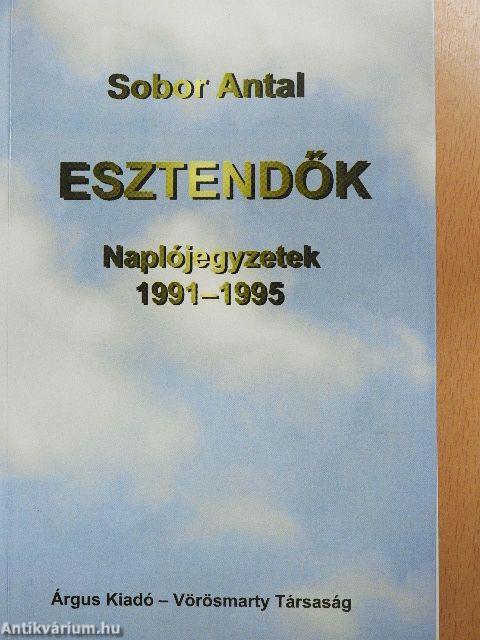 Sobor Antal
ESZTENDŐK
Naplójegyzetek
1991–1995
Árgus Kiadó – Vörösmarty Társaság
Antikvárium.hu